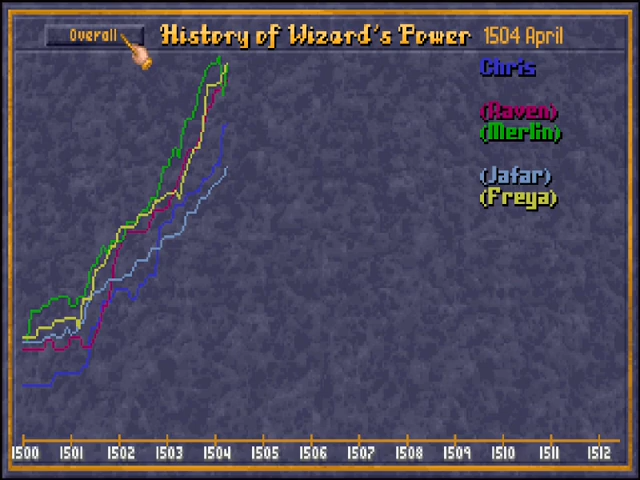 Overall History of Wizard's Power 1504 April
Chris
(Raven)
(Merlin)
(Jafar)
(Freya)
1500 1501 1502 1503 1504 1505 1506 1507 1508 1509 1510 1511 1512